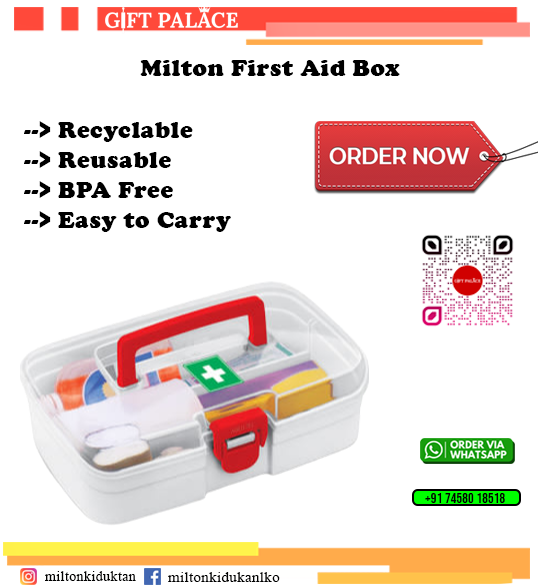 GIFT PALACE
Milton First Aid Box
--> Recyclable
--> Reusable
--> BPA Free
--> Easy to Carry
ORDER NOW
GIFT PALACE
ORDER VIA
WHATSAPP
+91 74580 18518
miltonkiduktan
miltonkidukanlko